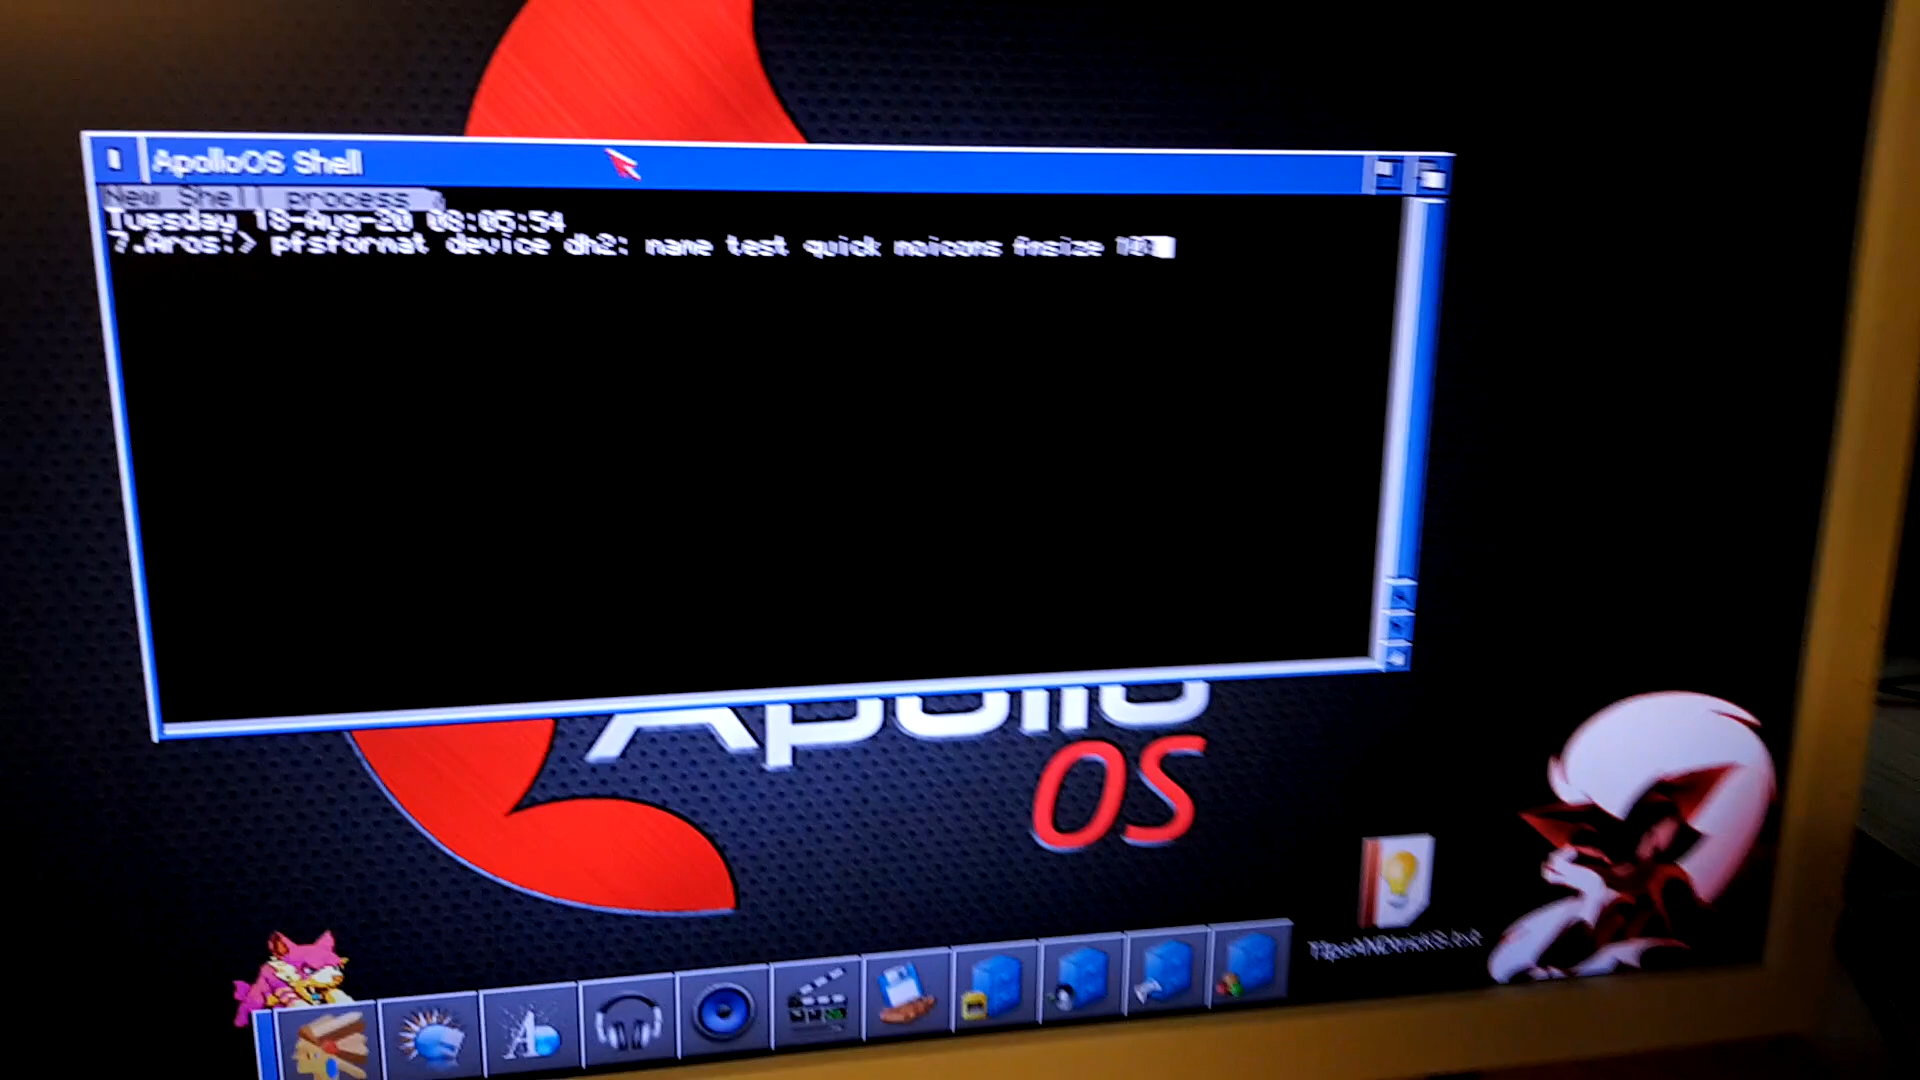 ApolloOS Shell
New Shell process
Tuesday 18-Aug-20 08:05:54
7.Aros:> pfsformat device dh2: name test quick noicons fnsize
Apollo
OS